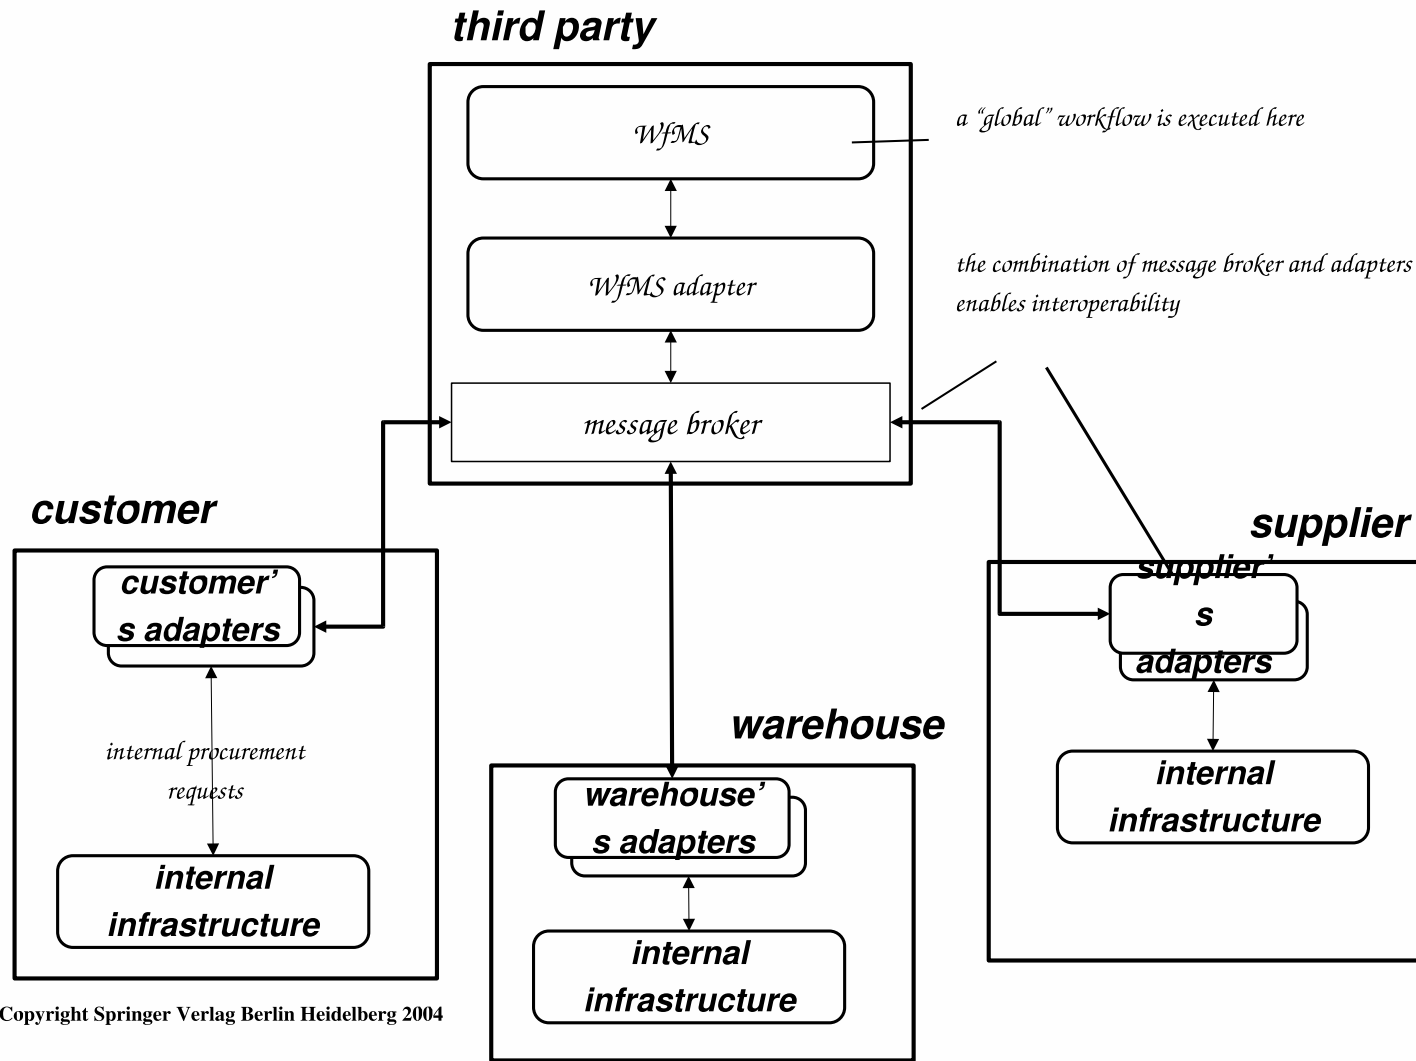 third party
WfMS
a “global” workflow is executed here
WfMS adapter
the combination of message broker and adapters
enables interoperability
message broker
customer
customer’
s adapters
internal procurement
requests
internal
infrastructure
warehouse
warehouse’
s adapters
internal
infrastructure
supplier
supplier’
s
adapters
internal
infrastructure
Copyright Springer Verlag Berlin Heidelberg 2004